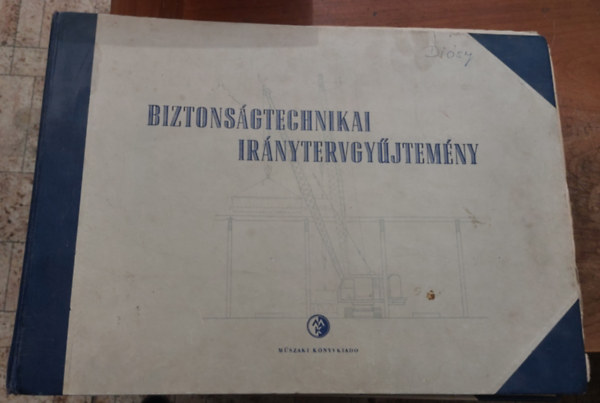 BIZTONSÁGTECHNIKAI
IRÁNYTERVGYŰJTEMÉNY
MŰSZAKI KÖNYVKIADÓ